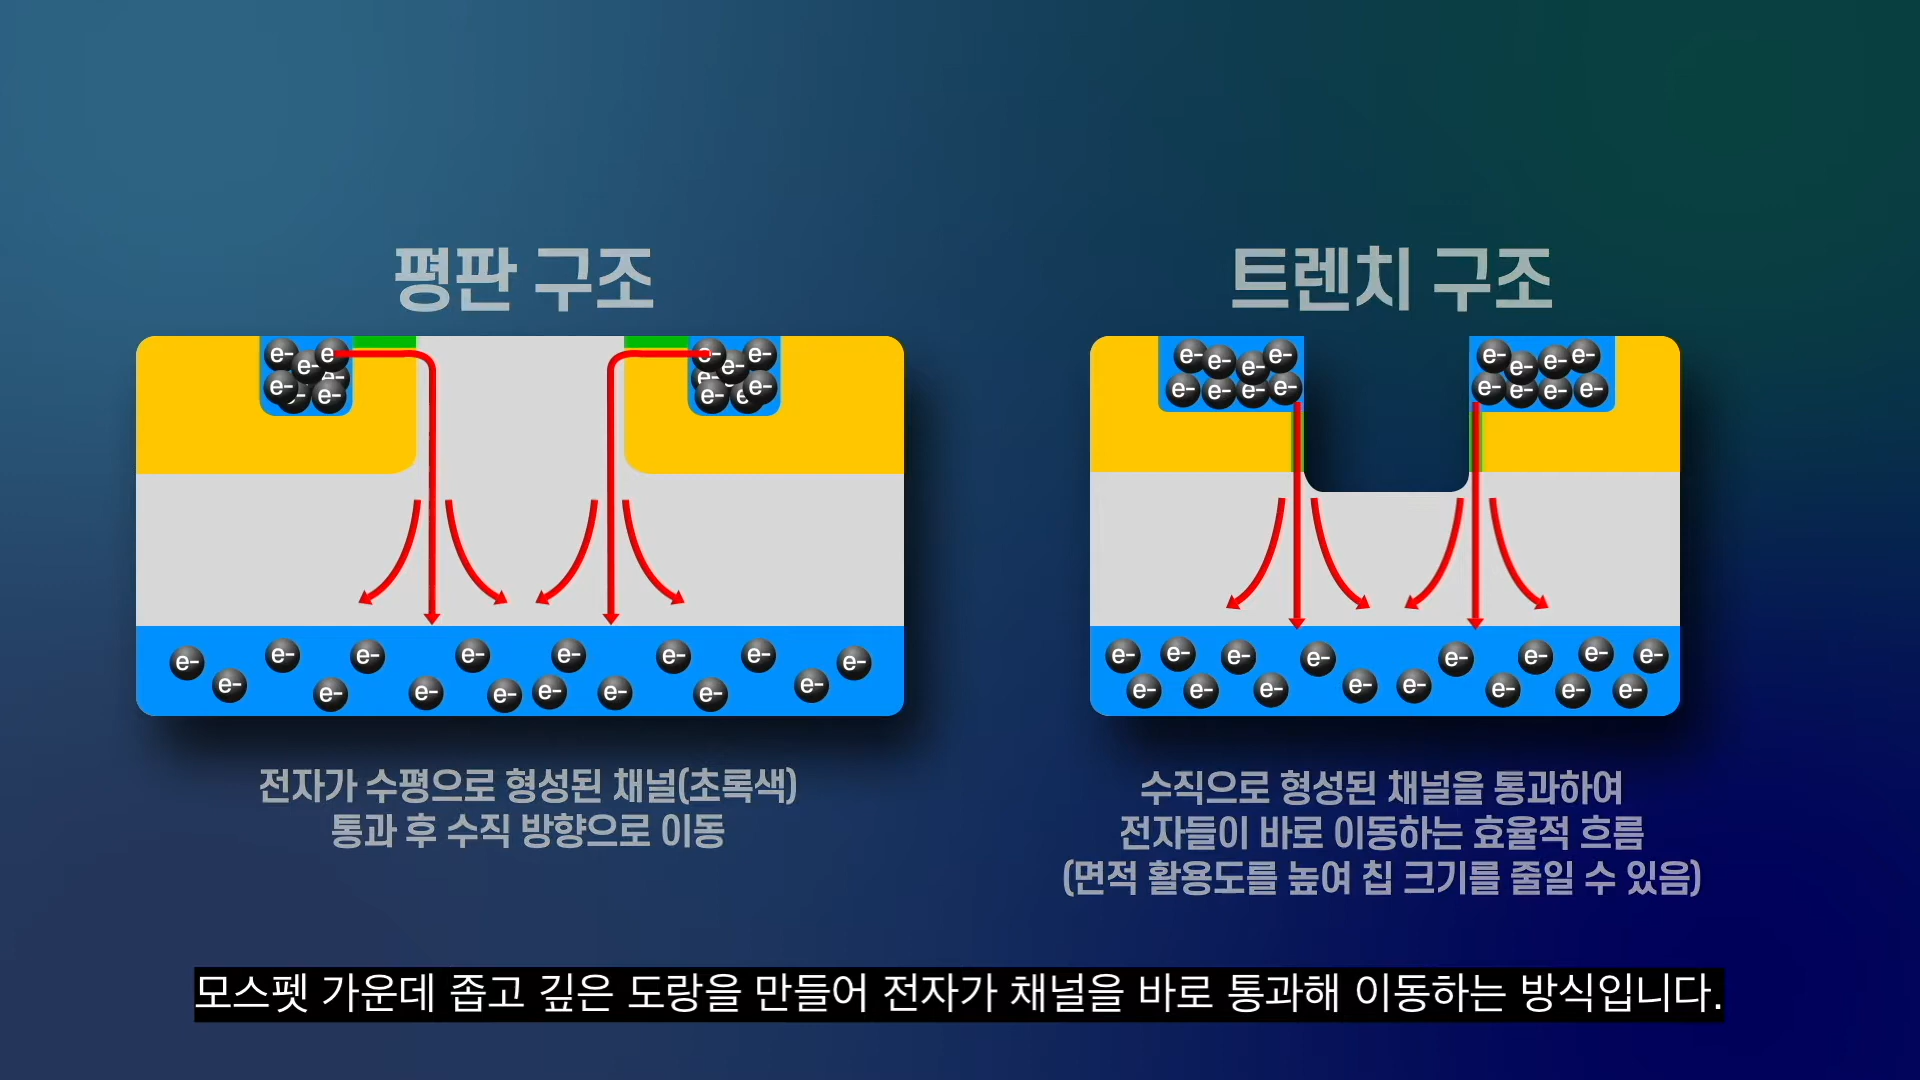 평판 구조
트렌치 구조
e- e- e- e- e- e- e-
e- e- e- e- e- e- e-
e- e- e- e- e- e- e- e-
e- e- e- e- e- e- e- e-
e- e- e- e- e- e- e- e-
e- e- e- e- e- e- e- e-
e- e- e- e- e- e- e- e-
e- e- e- e- e- e- e- e-
전자가 수평으로 형성된 채널(초록색)
통과 후 수직 방향으로 이동
수직으로 형성된 채널을 통과하여
전자들이 바로 이동하는 효율적 흐름
(면적 활용도를 높여 칩 크기를 줄일 수 있음)
모스펫 가운데 좁고 깊은 도랑을 만들어 전자가 채널을 바로 통과해 이동하는 방식입니다.